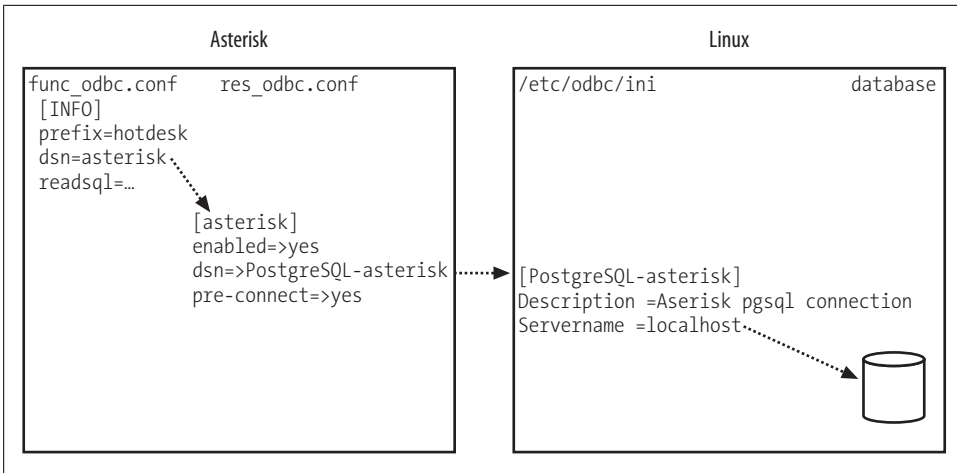 Asterisk
func_odbc.conf res_odbc.conf
[INFO]
prefix=hotdesk
dsn=asterisk
readsql=…
[asterisk]
enabled=>yes
dsn=>PostgreSQL-asterisk
pre-connect=>yes
Linux
/etc/odbc/ini database
[PostgreSQL-asterisk]
Description =Aserisk pgsql connection
Servername =localhost